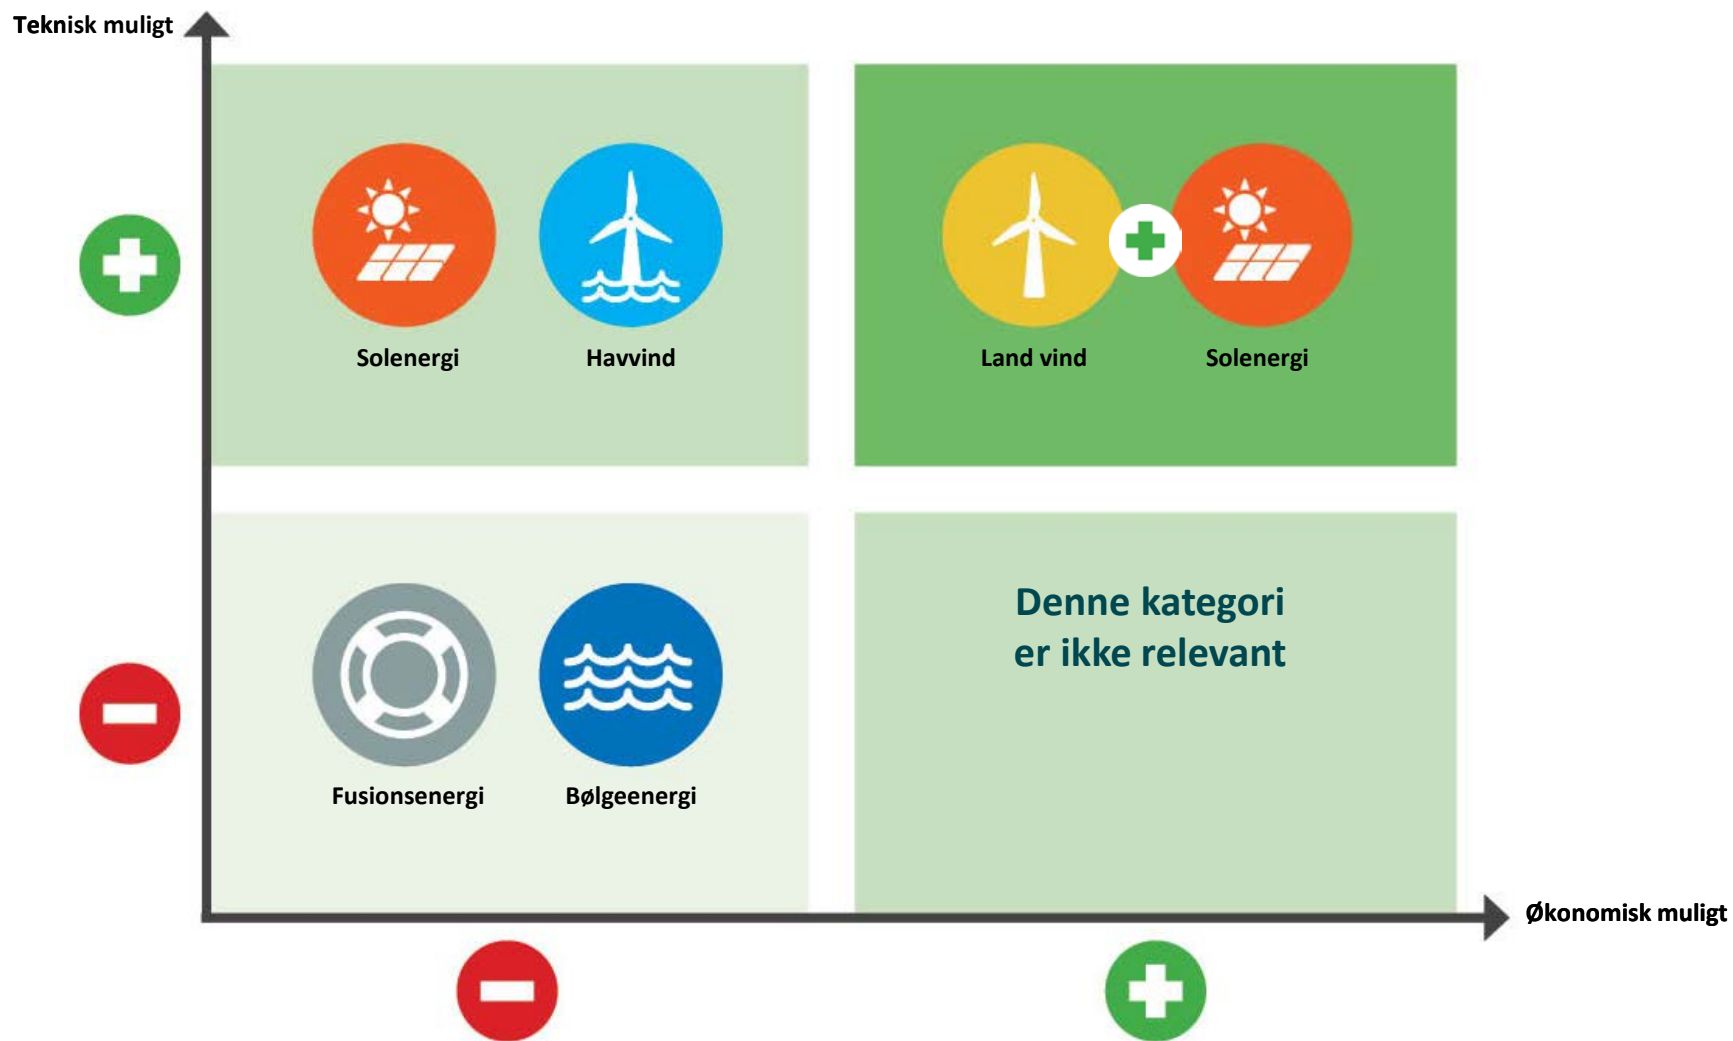 Teknisk muligt
Solenergi
Havvind
Land vind
Solenergi
Fusionsenergi
Bølgeenergi
Denne kategori
er ikke relevant
Økonomisk muligt